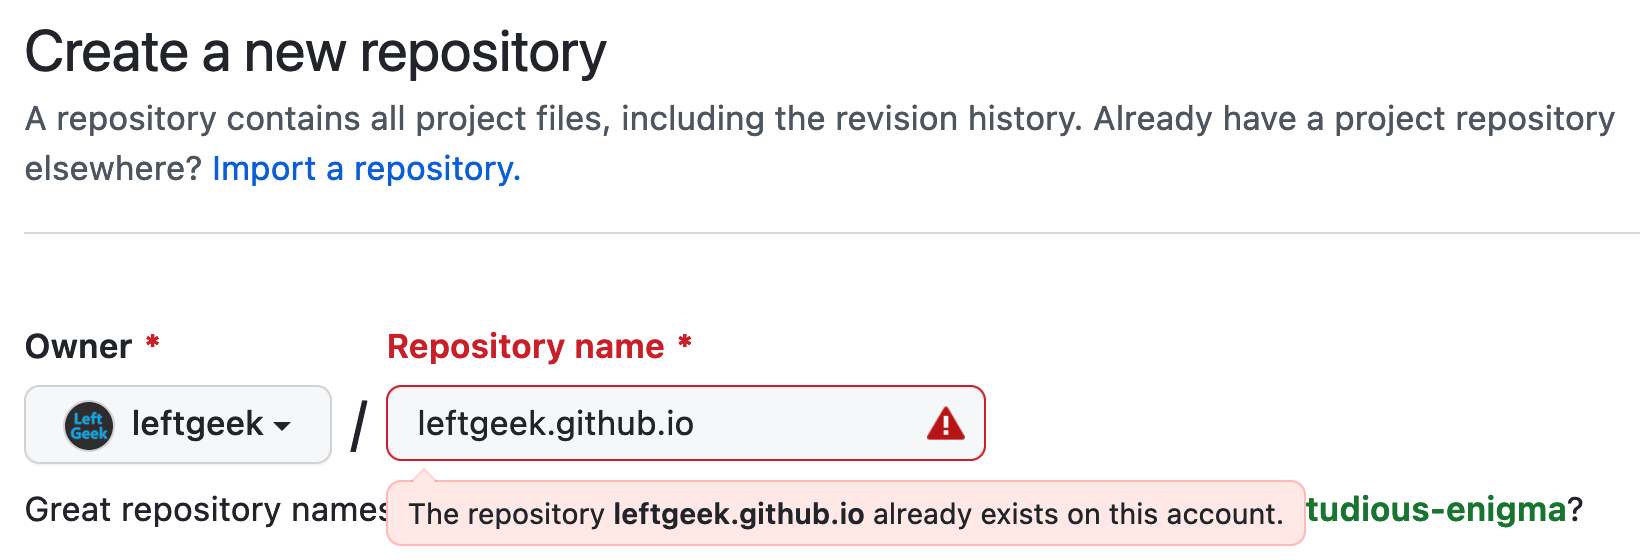 Create a new repository
A repository contains all project files, including the revision history. Already have a project repository
elsewhere? Import a repository.
Owner *
Repository name *
Left
Geek
leftgeek
/
leftgeek.github.io
Great repository names
The repository leftgeek.github.io already exists on this account.
tudious-enigma?